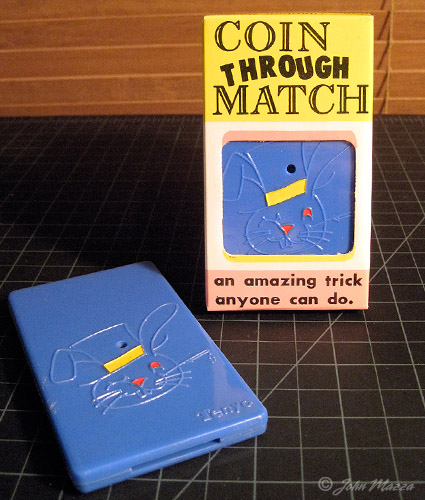 COIN
THROUGH
MATCH
an amazing trick
anyone can do.
Tenyo
© John Mazza